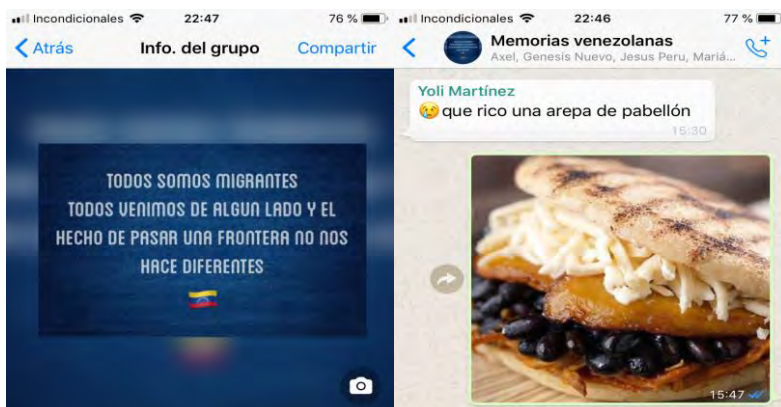 Incondicionales 22:47 76 %
Atrás Info. del grupo Compartir
TODOS SOMOS MIGRANTES
TODOS VENIMOS DE ALGUN LADO Y EL
HECHO DE PASAR UNA FRONTERA NO NOS
HACE DIFERENTES
Incondicionales 22:46 77 %
Memorias venezolanas
Axel, Genesis Nuevo, Jesus Peru, Mariá...
Yoli Martínez
😢 que rico una arepa de pabellón
15:30
15:47